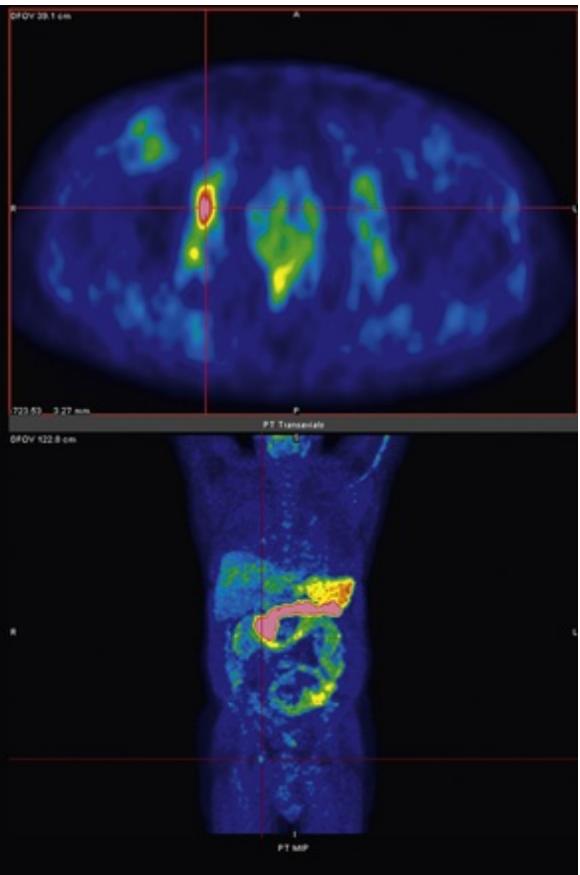 DFOV 39.1 cm
A
R
L
-723.53 3.27 mm
P
PT Transaxials
DFOV 122.8 cm
S
R
L
I
PT MIP